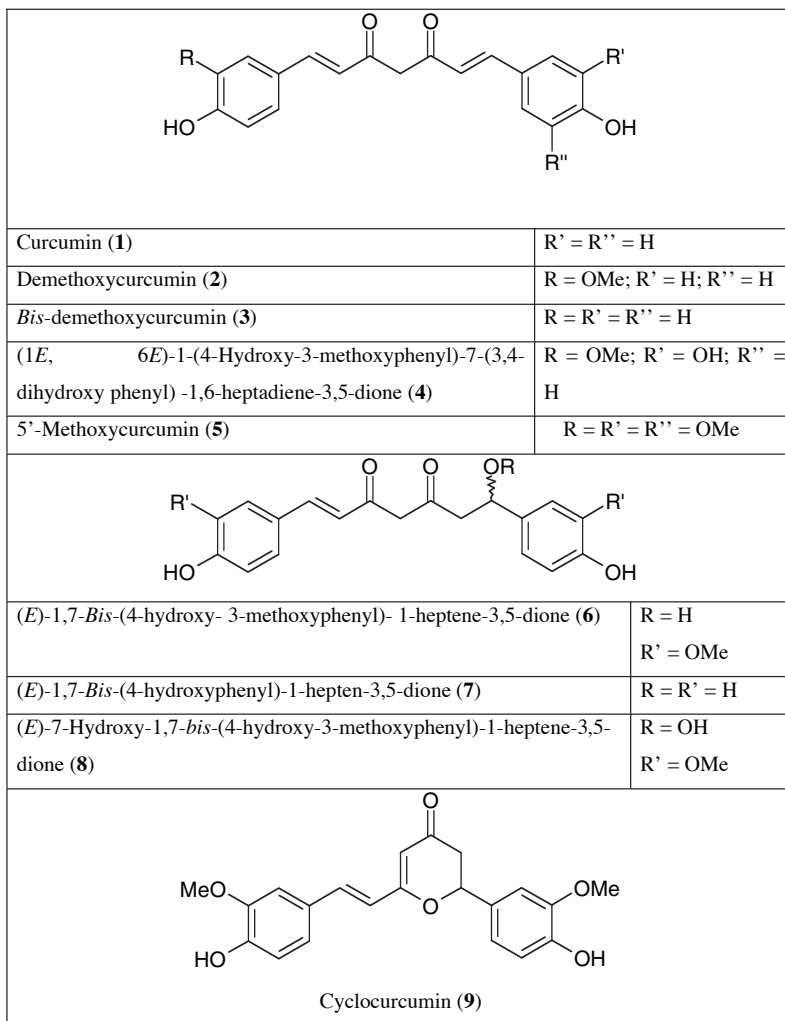 O O
R R'
HO OH
R''
Curcumin (1) R' = R'' = H
Demethoxycurcumin (2) R = OMe; R' = H; R'' = H
Bis-demethoxycurcumin (3) R = R' = R'' = H
(1E, 6E)-1-(4-Hydroxy-3-methoxyphenyl)-7-(3,4-
dihydroxy phenyl) -1,6-heptadiene-3,5-dione (4)
R = OMe; R' = OH; R'' =
H
5'-Methoxycurcumin (5) R = R' = R'' = OMe
O O OR
R' R'
HO OH
(E)-1,7-Bis-(4-hydroxy- 3-methoxyphenyl)- 1-heptene-3,5-dione (6)
R = H
R' = OMe
(E)-1,7-Bis-(4-hydroxyphenyl)-1-hepten-3,5-dione (7) R = R' = H
(E)-7-Hydroxy-1,7-bis-(4-hydroxy-3-methoxyphenyl)-1-heptene-3,5-
dione (8)
R = OH
R' = OMe
O
MeO OMe
O
HO OH
Cyclocurcumin (9)